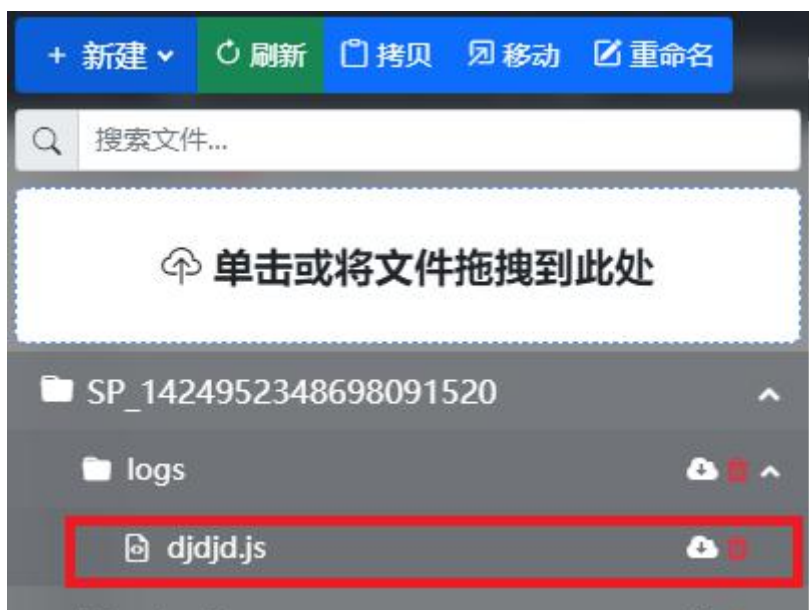 + 新建 刷新 拷贝 移动 重命名
搜索文件...
单击或将文件拖拽到此处
SP_1424952348698091520
logs
djdjd.js